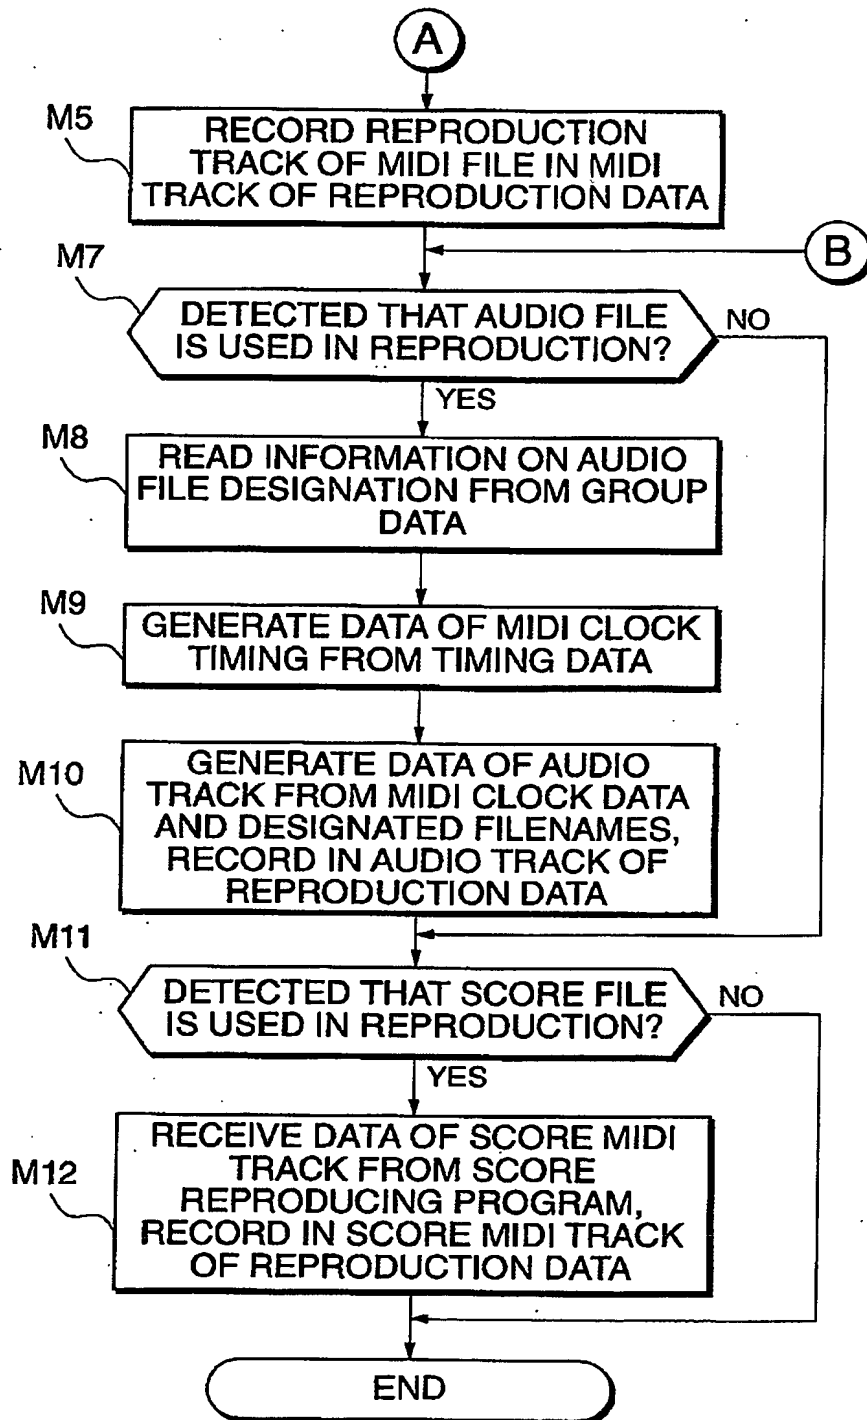 A
M5
RECORD REPRODUCTION
TRACK OF MIDI FILE IN MIDI
TRACK OF REPRODUCTION DATA
B
M7
DETECTED THAT AUDIO FILE
IS USED IN REPRODUCTION?
NO
YES
M8
READ INFORMATION ON AUDIO
FILE DESIGNATION FROM GROUP
DATA
M9
GENERATE DATA OF MIDI CLOCK
TIMING FROM TIMING DATA
M10
GENERATE DATA OF AUDIO
TRACK FROM MIDI CLOCK DATA
AND DESIGNATED FILENAMES,
RECORD IN AUDIO TRACK OF
REPRODUCTION DATA
M11
DETECTED THAT SCORE FILE
IS USED IN REPRODUCTION?
NO
YES
M12
RECEIVE DATA OF SCORE MIDI
TRACK FROM SCORE
REPRODUCING PROGRAM,
RECORD IN SCORE MIDI TRACK
OF REPRODUCTION DATA
END